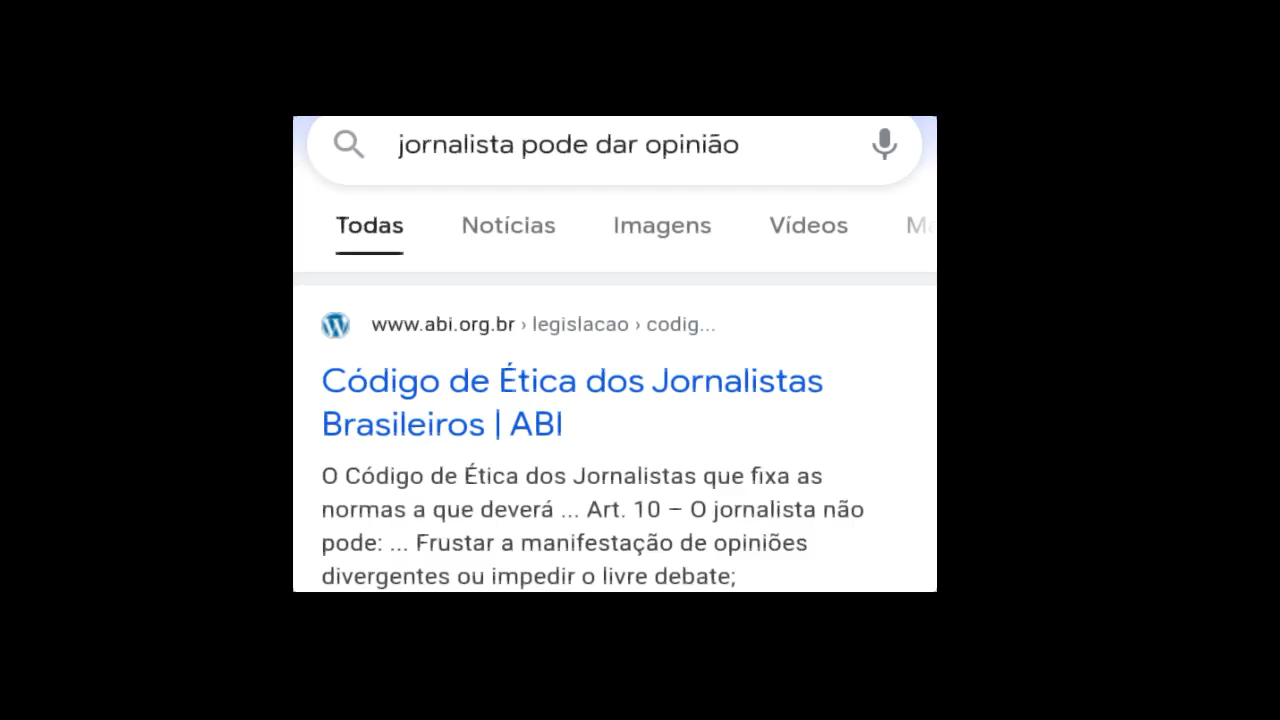 jornalista pode dar opinião
Todas Notícias Imagens Vídeos
www.abi.org.br › legislacao › codig...
Código de Ética dos Jornalistas
Brasileiros | ABI
O Código de Ética dos Jornalistas que fixa as
normas a que deverá ... Art. 10 – O jornalista não
pode: ... Frustar a manifestação de opiniões
divergentes ou impedir o livre debate;